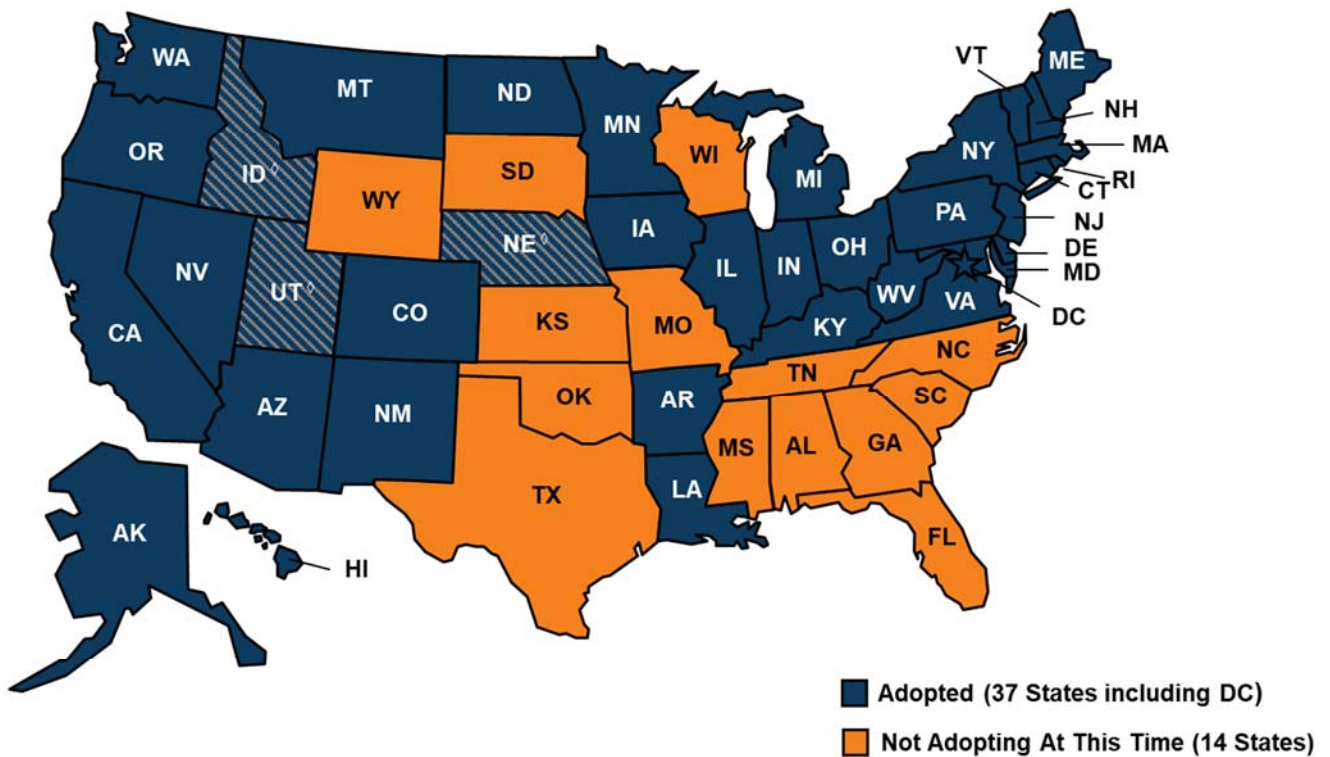 WA
MT
ND
MN
VT
ME
NH
MA
RI
CT
NJ
DE
MD
DC
OR
ID◊
WY
SD
WI
MI
NY
PA
NE◊
IA
IL
IN
OH
WV
VA
KY
NV
UT◊
CO
KS
MO
CA
AZ
NM
OK
AR
TN
NC
SC
TX
LA
MS
AL
GA
FL
AK
HI
Adopted (37 States including DC)
Not Adopting At This Time (14 States)